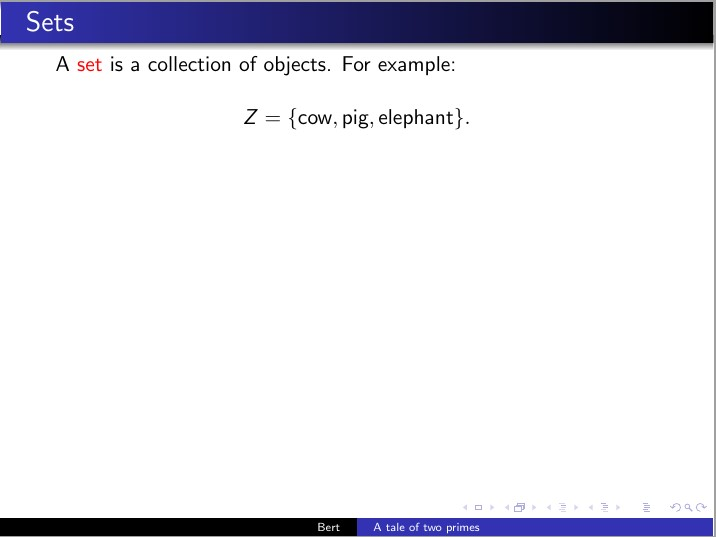 Sets
A set is a collection of objects. For example:
Z = {cow, pig, elephant}.
Bert
A tale of two primes